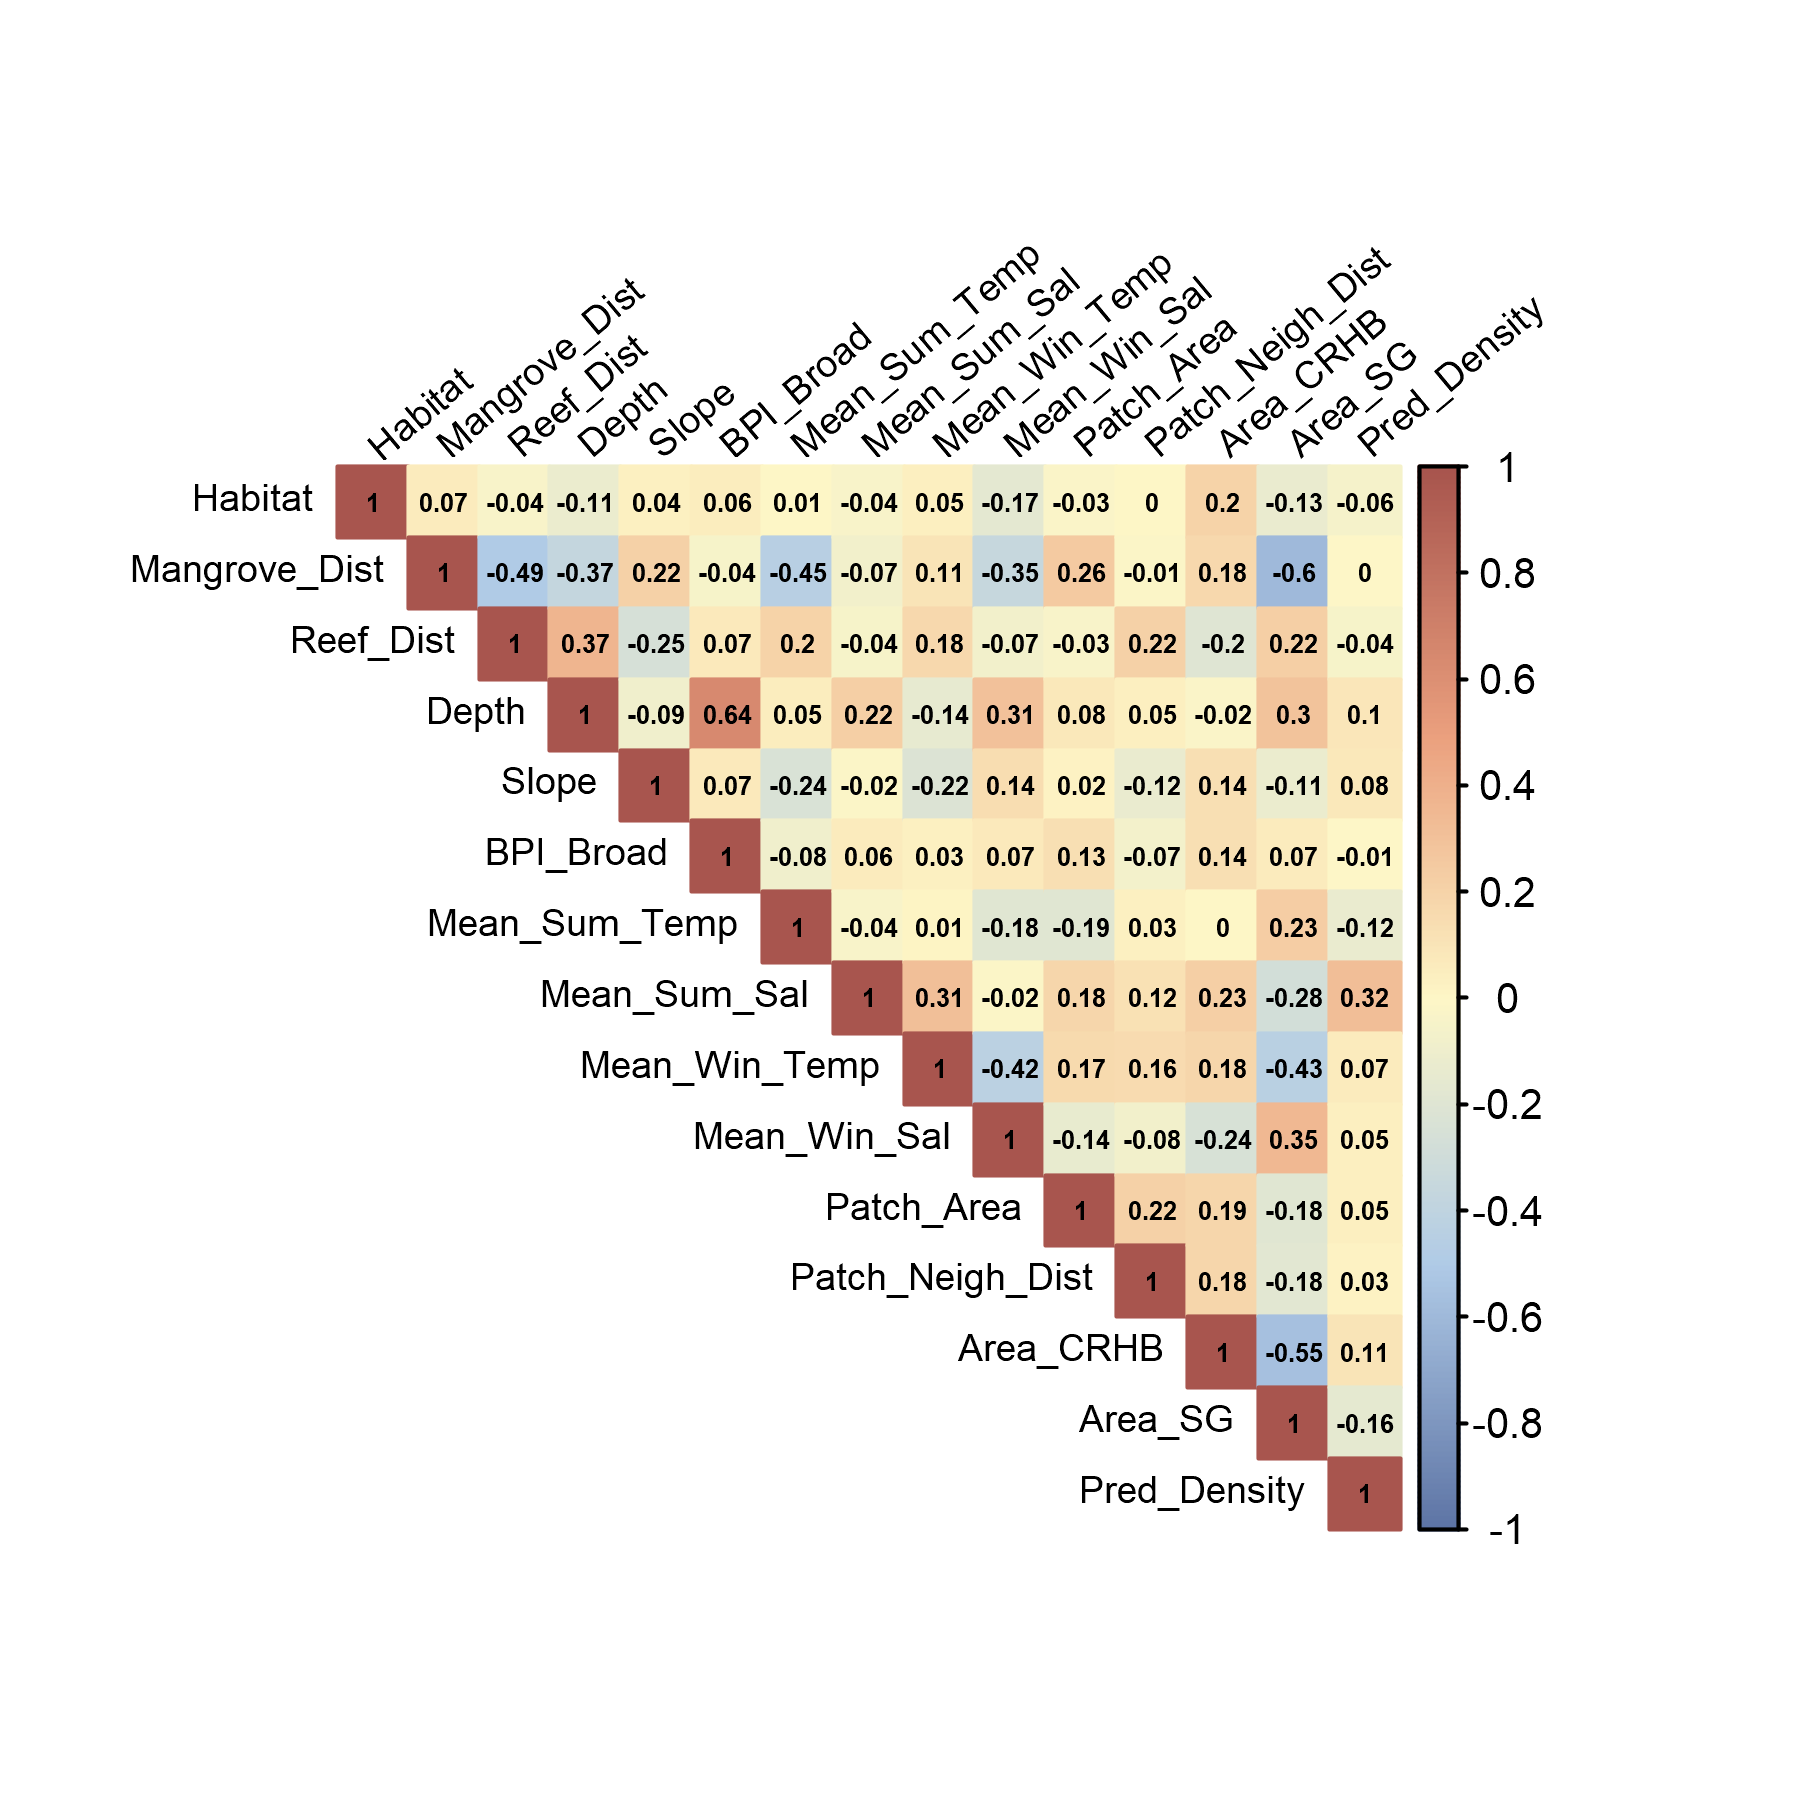 Habitat
Mangrove_Dist
Reef_Dist
Depth
Slope
BPI_Broad
Mean_Sum_Temp
Mean_Sum_Sal
Mean_Win_Temp
Mean_Win_Sal
Patch_Area
Patch_Neigh_Dist
Area_CRHB
Area_SG
Pred_Density
Habitat 1 0.07 -0.04 -0.11 0.04 0.06 0.01 -0.04 0.05 -0.17 -0.03 0 0.2 -0.13 -0.06
Mangrove_Dist 1 -0.49 -0.37 0.22 -0.04 -0.45 -0.07 0.11 -0.35 0.26 -0.01 0.18 -0.6 0
Reef_Dist 1 0.37 -0.25 0.07 0.2 -0.04 0.18 -0.07 -0.03 0.22 -0.2 0.22 -0.04
Depth 1 -0.09 0.64 0.05 0.22 -0.14 0.31 0.08 0.05 -0.02 0.3 0.1
Slope 1 0.07 -0.24 -0.02 -0.22 0.14 0.02 -0.12 0.14 -0.11 0.08
BPI_Broad 1 -0.08 0.06 0.03 0.07 0.13 -0.07 0.14 0.07 -0.01
Mean_Sum_Temp 1 -0.04 0.01 -0.18 -0.19 0.03 0 0.23 -0.12
Mean_Sum_Sal 1 0.31 -0.02 0.18 0.12 0.23 -0.28 0.32
Mean_Win_Temp 1 -0.42 0.17 0.16 0.18 -0.43 0.07
Mean_Win_Sal 1 -0.14 -0.08 -0.24 0.35 0.05
Patch_Area 1 0.22 0.19 -0.18 0.05
Patch_Neigh_Dist 1 0.18 -0.18 0.03
Area_CRHB 1 -0.55 0.11
Area_SG 1 -0.16
Pred_Density 1
1
0.8
0.6
0.4
0.2
0
-0.2
-0.4
-0.6
-0.8
-1